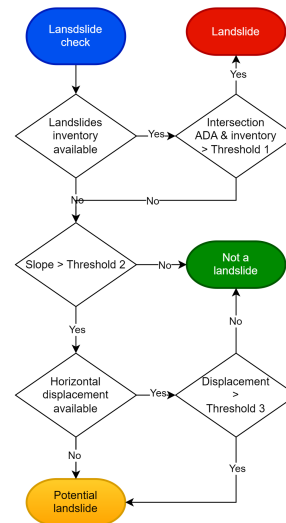 Lansdslide
check
Landslide
Yes
Landslides
inventory
available
Yes
Intersection
ADA & inventory
> Threshold 1
No
No
Slope > Threshold 2
No
Not a
landslide
Yes
No
Horizontal
displacement
available
Yes
Displacement
>
Threshold 3
No
Yes
Potential
landslide